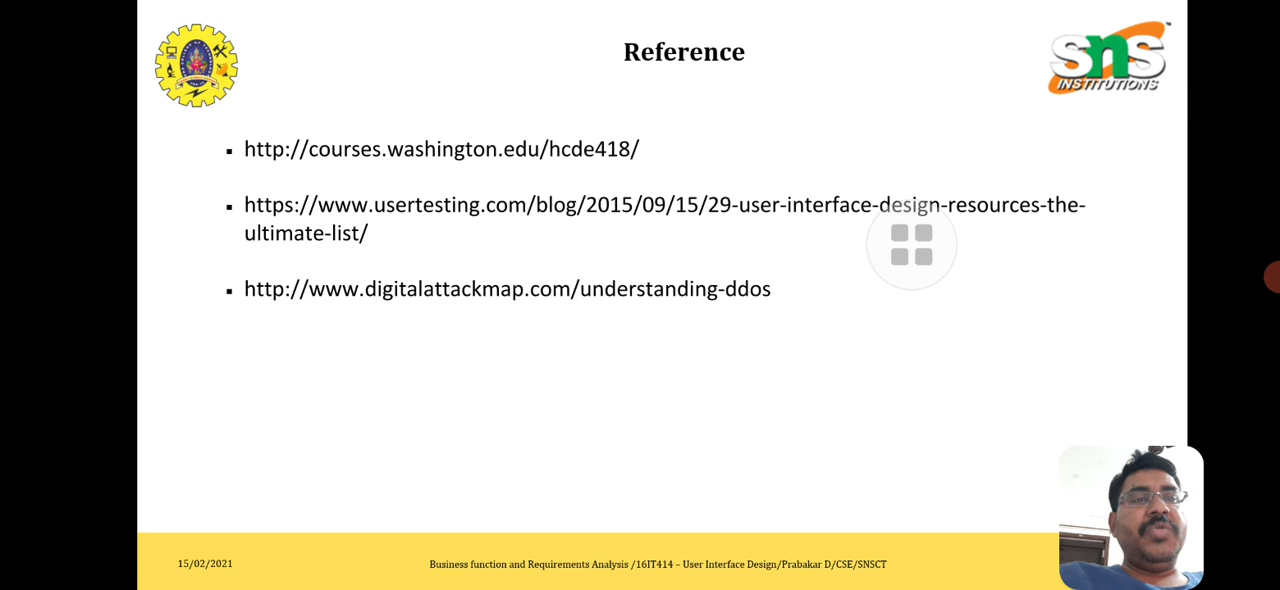 Reference
SNS
INSTITUTIONS
▪ http://courses.washington.edu/hcde418/
▪ https://www.usertesting.com/blog/2015/09/15/29-user-interface-design-resources-the-
ultimate-list/
▪ http://www.digitalattackmap.com/understanding-ddos
15/02/2021
Business function and Requirements Analysis /16IT414 – User Interface Design/Prabakar D/CSE/SNSCT